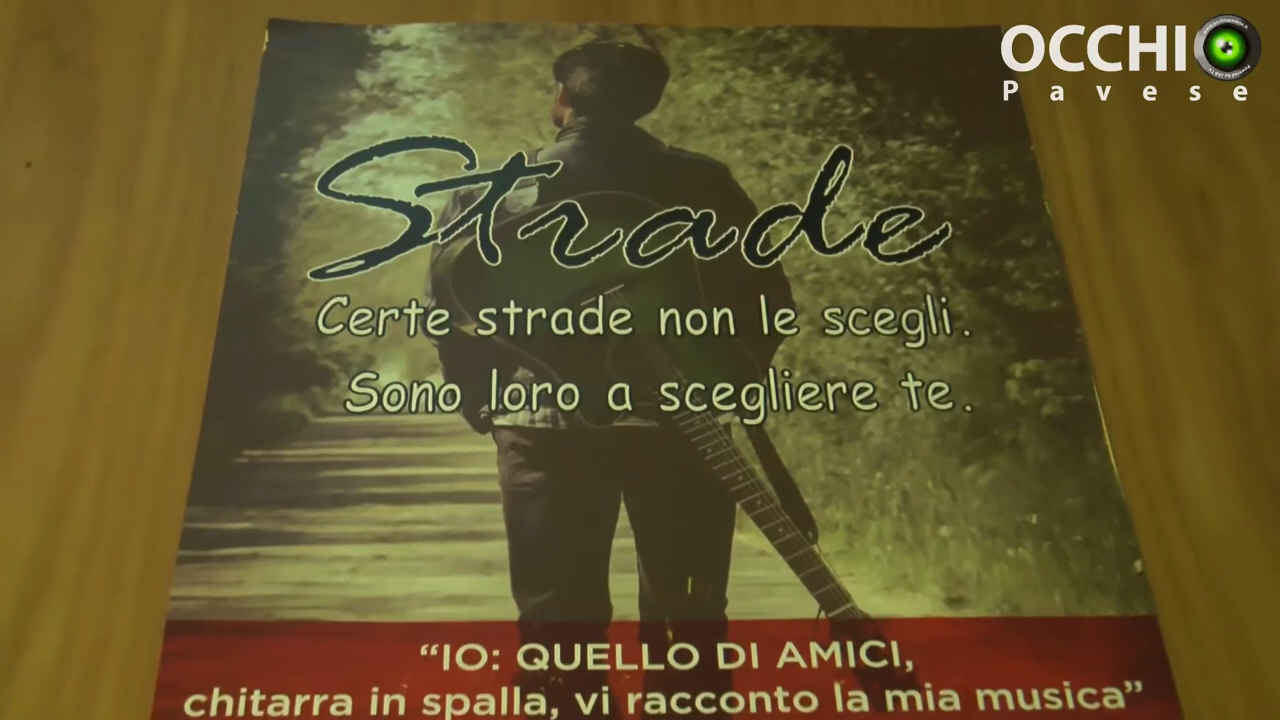 OCCHIO
Pavese
Strade
Certe strade non le scegli.
Sono loro a scegliere te.
“IO: QUELLO DI AMICI,
chitarra in spalla, vi racconto la mia musica”